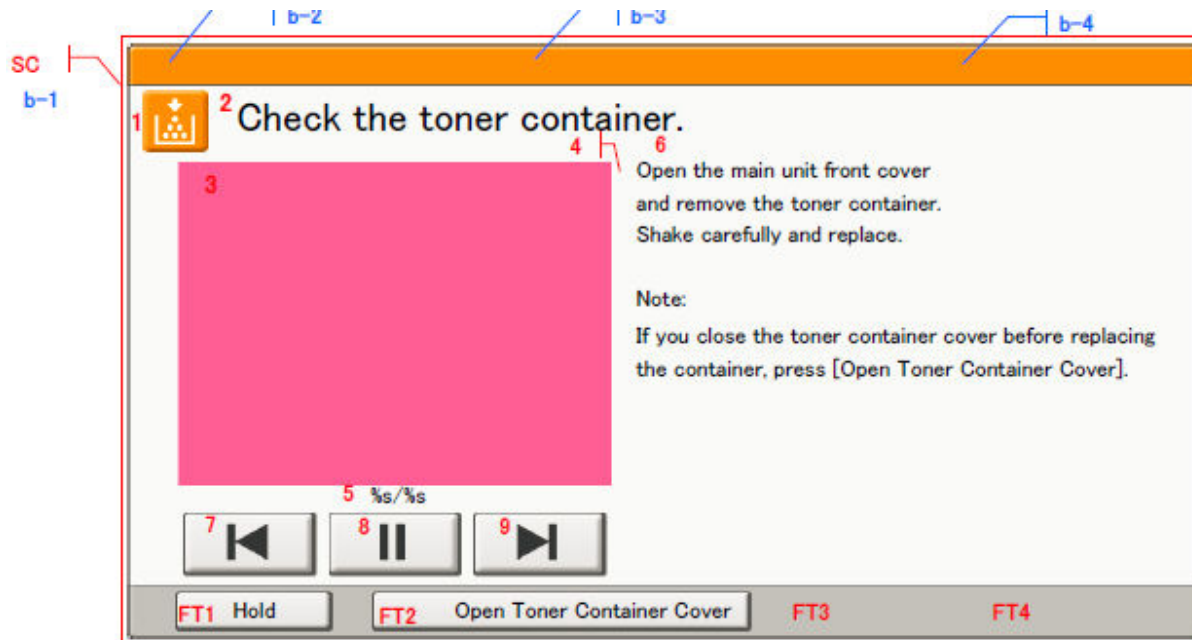 b-2
b-3
b-4
SC
b-1
1
2 Check the toner container.
4
6
3
Open the main unit front cover
and remove the toner container.
Shake carefully and replace.
Note:
If you close the toner container cover before replacing
the container, press [Open Toner Container Cover].
5 %s/%s
7
8
9
FT1 Hold
FT2 Open Toner Container Cover
FT3
FT4